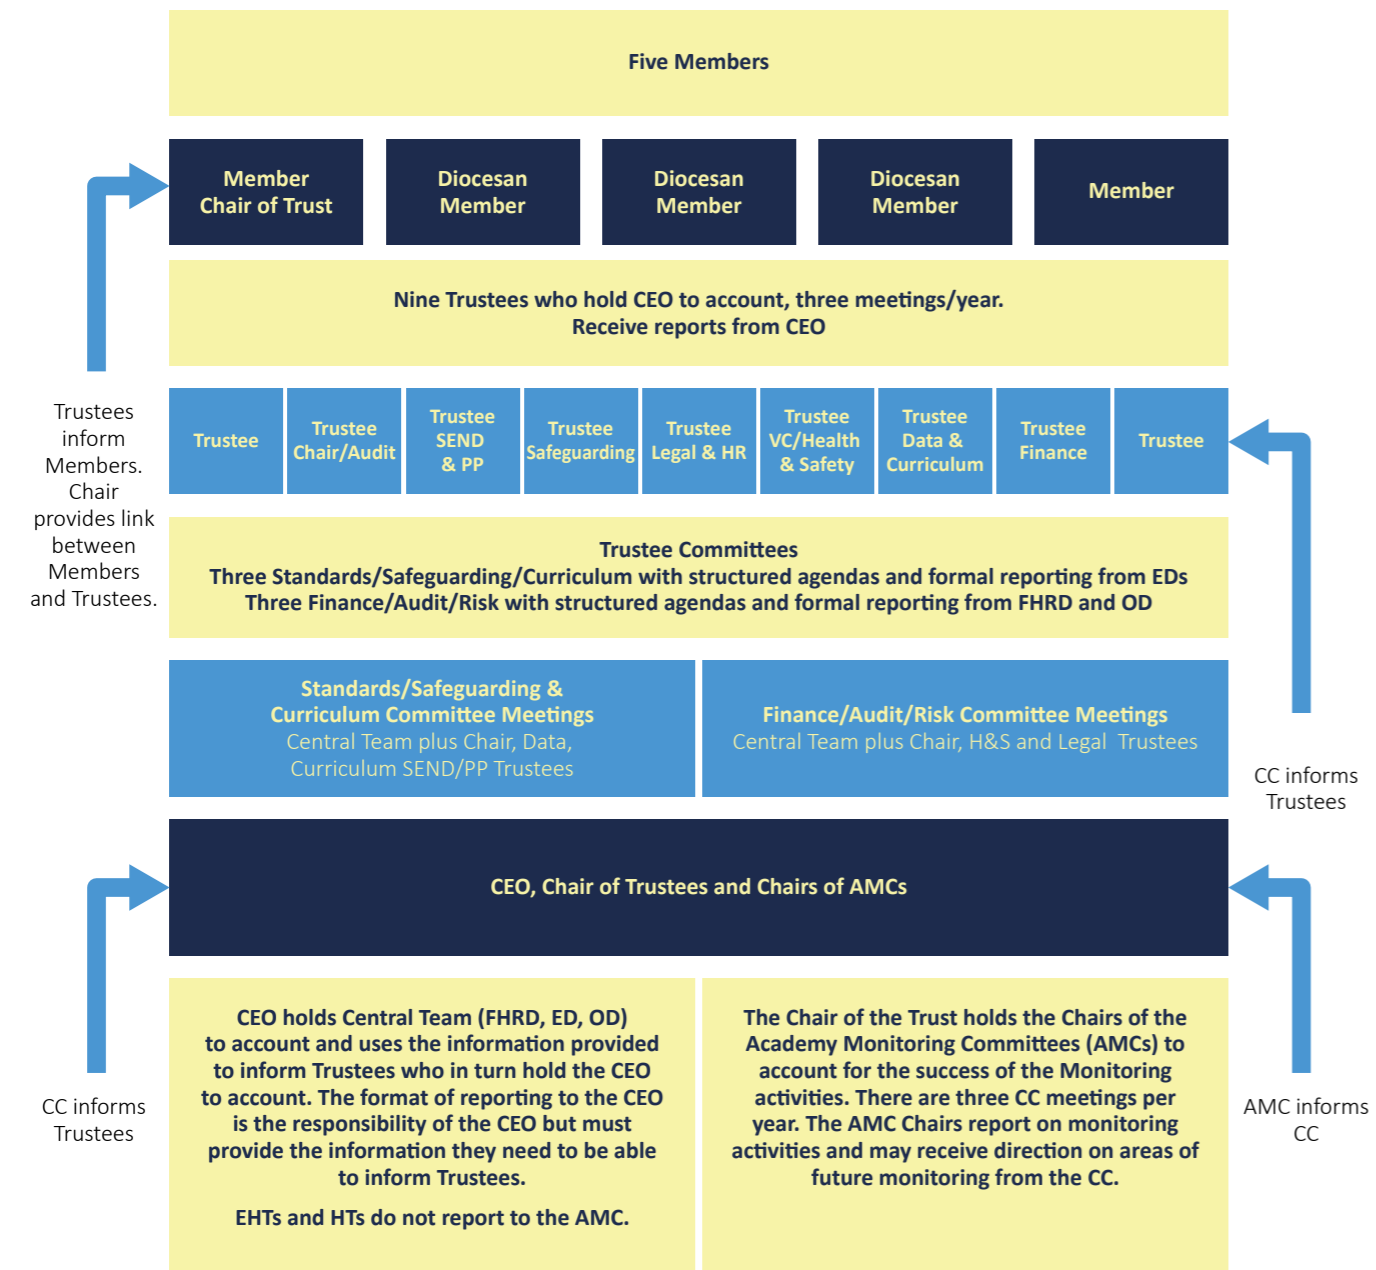 Five Members
Member
Chair of Trust
Diocesan
Member
Diocesan
Member
Diocesan
Member
Member
Nine Trustees who hold CEO to account, three meetings/year.
Receive reports from CEO
Trustees
inform
Members.
Chair
provides link
between
Members
and Trustees.
Trustee
Trustee
Chair/Audit
Trustee
SEND
& PP
Trustee
Safeguarding
Trustee
Legal & HR
Trustee
VC/Health
& Safety
Trustee
Data &
Curriculum
Trustee
Finance
Trustee
Trustee Committees
Three Standards/Safeguarding/Curriculum with structured agendas and formal reporting from EDs
Three Finance/Audit/Risk with structured agendas and formal reporting from FHRD and OD
Standards/Safeguarding &
Curriculum Committee Meetings
Central Team plus Chair, Data,
Curriculum SEND/PP Trustees
Finance/Audit/Risk Committee Meetings
Central Team plus Chair, H&S and Legal Trustees
CC informs
Trustees
CEO, Chair of Trustees and Chairs of AMCs
CC informs
Trustees
CEO holds Central Team (FHRD, ED, OD)
to account and uses the information provided
to inform Trustees who in turn hold the CEO
to account. The format of reporting to the CEO
is the responsibility of the CEO but must
provide the information they need to be able
to inform Trustees.
EHTs and HTs do not report to the AMC.
The Chair of the Trust holds the Chairs of the
Academy Monitoring Committees (AMCs) to
account for the success of the Monitoring
activities. There are three CC meetings per
year. The AMC Chairs report on monitoring
activities and may receive direction on areas of
future monitoring from the CC.
AMC informs
CC